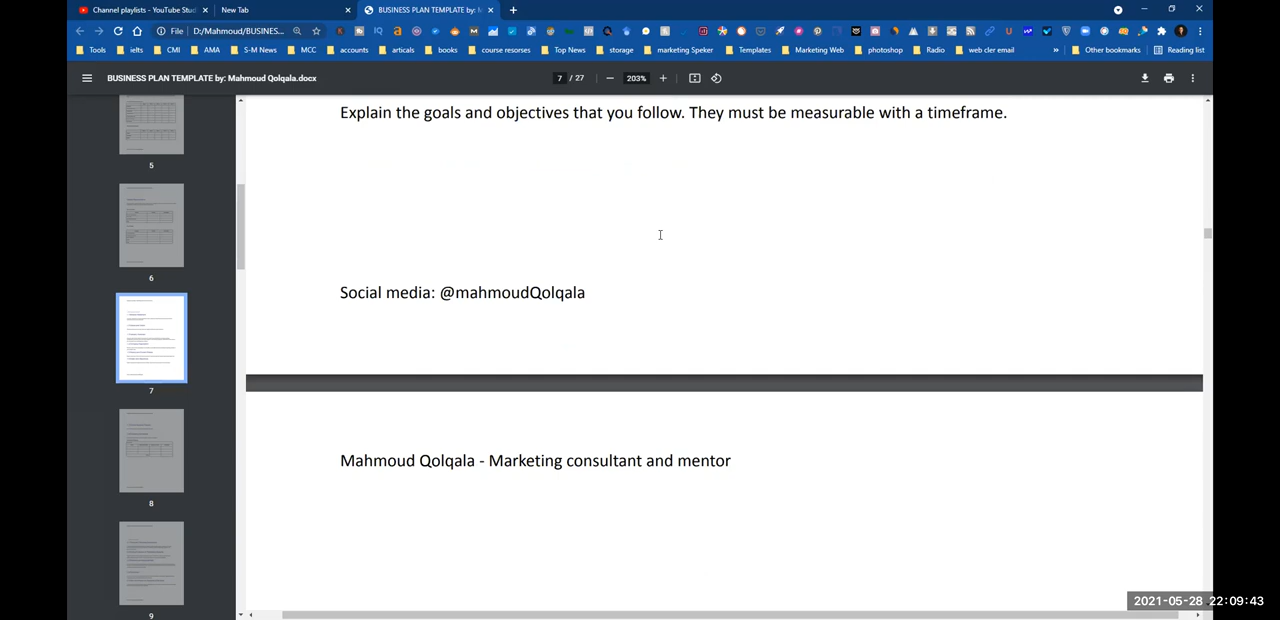 Channel playlists - YouTube Stud
New Tab
BUSINESS PLAN TEMPLATE by: M
File
D:/Mahmoud/BUSINES...
Tools
ielts
CMI
AMA
S-M News
MCC
accounts
articals
books
course resorses
Top News
storage
marketing Speker
Templates
Marketing Web
photoshop
Radio
web cler email
»
Other bookmarks
Reading list
BUSINESS PLAN TEMPLATE by: Mahmoud Qolqala.docx
7 / 27
203%
Explain the goals and objectives that you follow. They must be measurable with a timeframe.
Social media: @mahmoudQolqala
Mahmoud Qolqala - Marketing consultant and mentor
5
6
7
8
9
2021-05-28 22:09:43